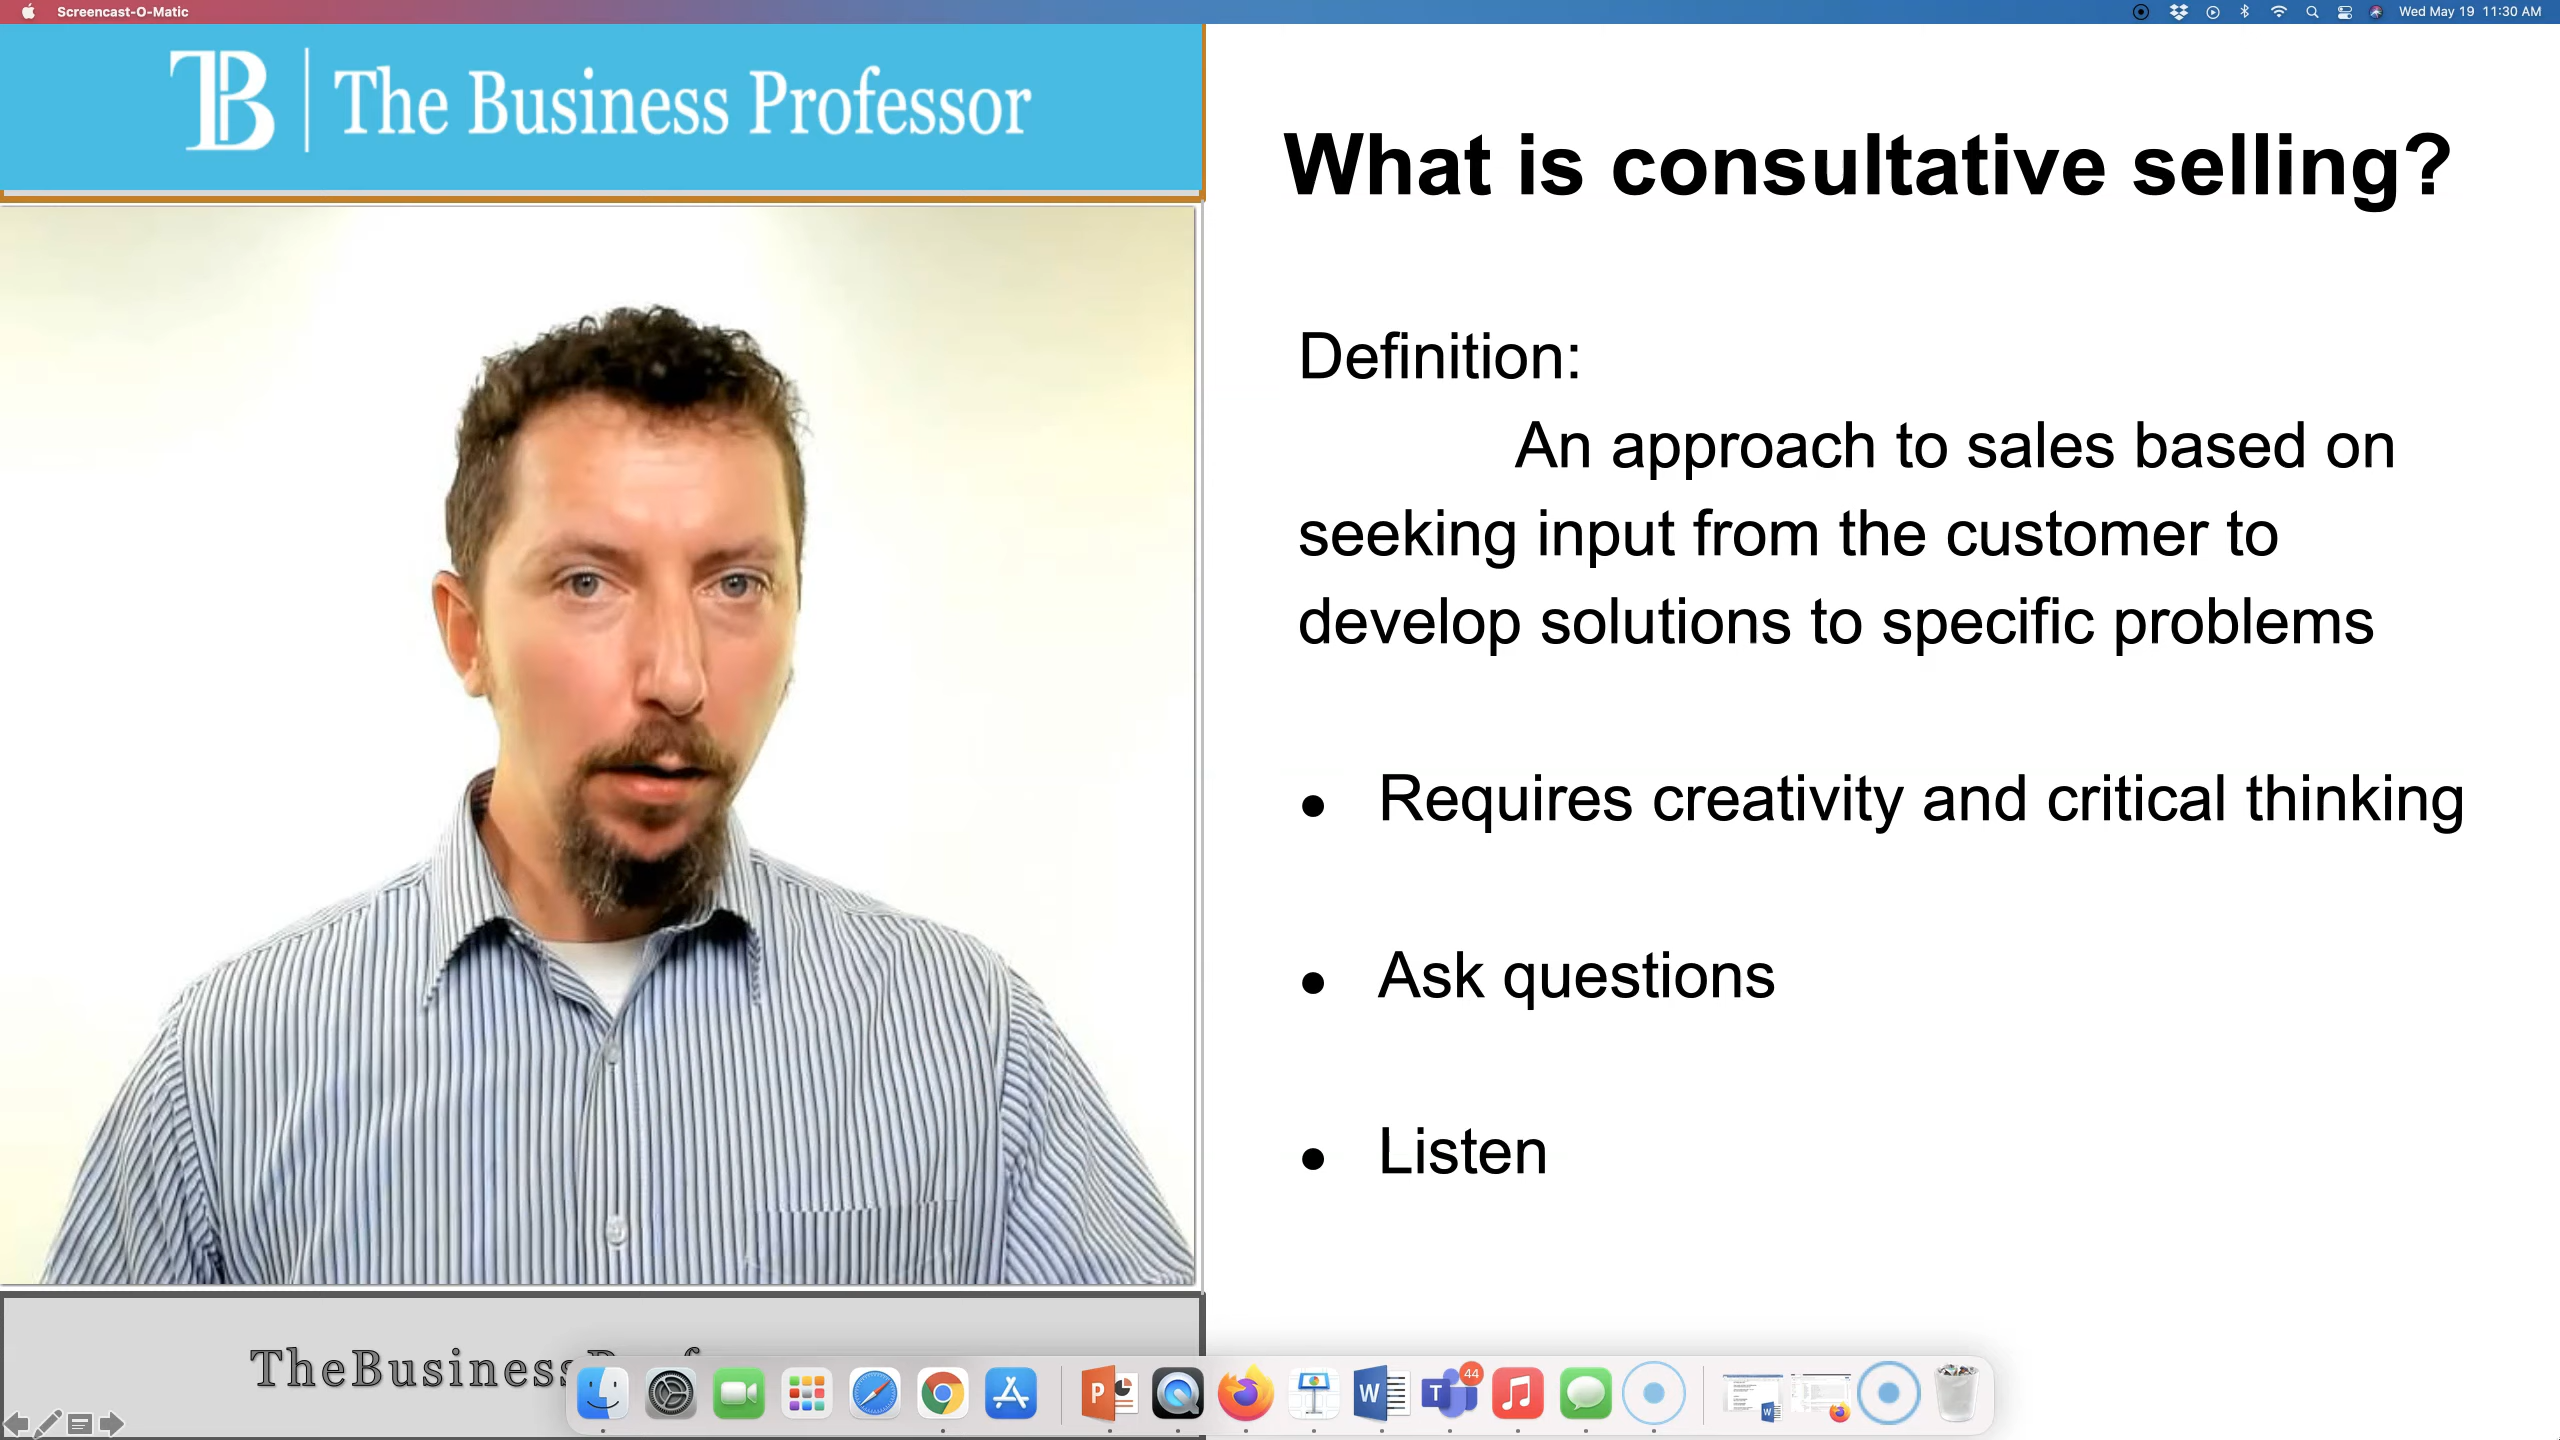 Screencast-O-Matic
Wed May 19 11:30 AM
TB The Business Professor
What is consultative selling?
Definition:
An approach to sales based on
seeking input from the customer to
develop solutions to specific problems
● Requires creativity and critical thinking
● Ask questions
● Listen
TheBusiness
P
W
T
44
W